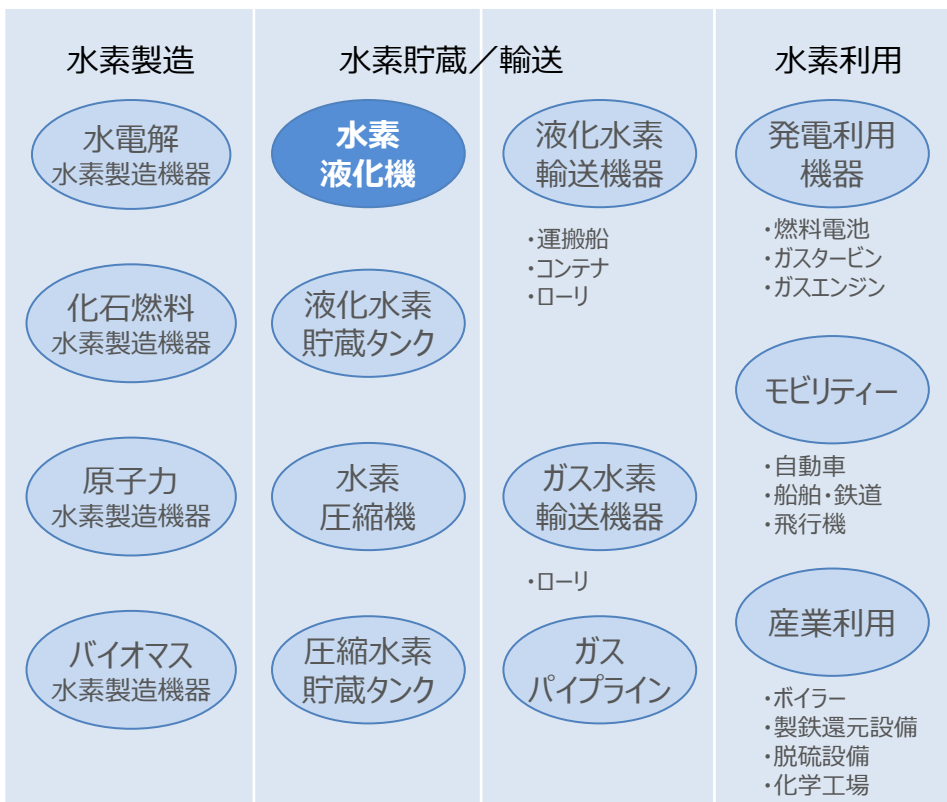 水素製造
水電解
水素製造機器
化石燃料
水素製造機器
原子力
水素製造機器
バイオマス
水素製造機器
水素貯蔵／輸送
水素
液化機
液化水素
貯蔵タンク
水素
圧縮機
圧縮水素
貯蔵タンク
液化水素
輸送機器
・運搬船
・コンテナ
・ローリ
ガス水素
輸送機器
・ローリ
ガス
パイプライン
水素利用
発電利用
機器
・燃料電池
・ガスタービン
・ガスエンジン
モビリティー
・自動車
・船舶・鉄道
・飛行機
産業利用
・ボイラー
・製鉄還元設備
・脱硫設備
・化学工場